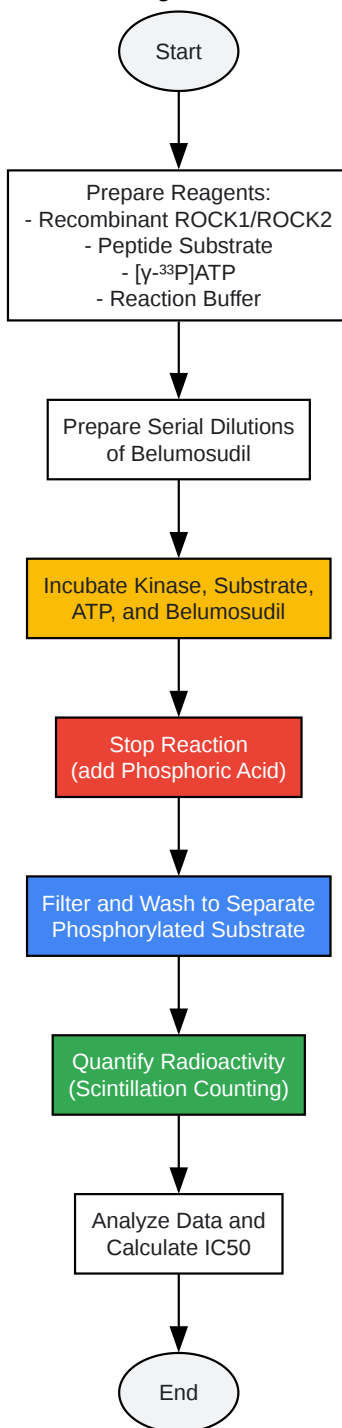 Start
Prepare Reagents:
- Recombinant ROCK1/ROCK2
- Peptide Substrate
- [γ-³³P]ATP
- Reaction Buffer
Prepare Serial Dilutions
of Belumosudil
Incubate Kinase, Substrate,
ATP, and Belumosudil
Stop Reaction
(add Phosphoric Acid)
Filter and Wash to Separate
Phosphorylated Substrate
Quantify Radioactivity
(Scintillation Counting)
Analyze Data and
Calculate IC50
End